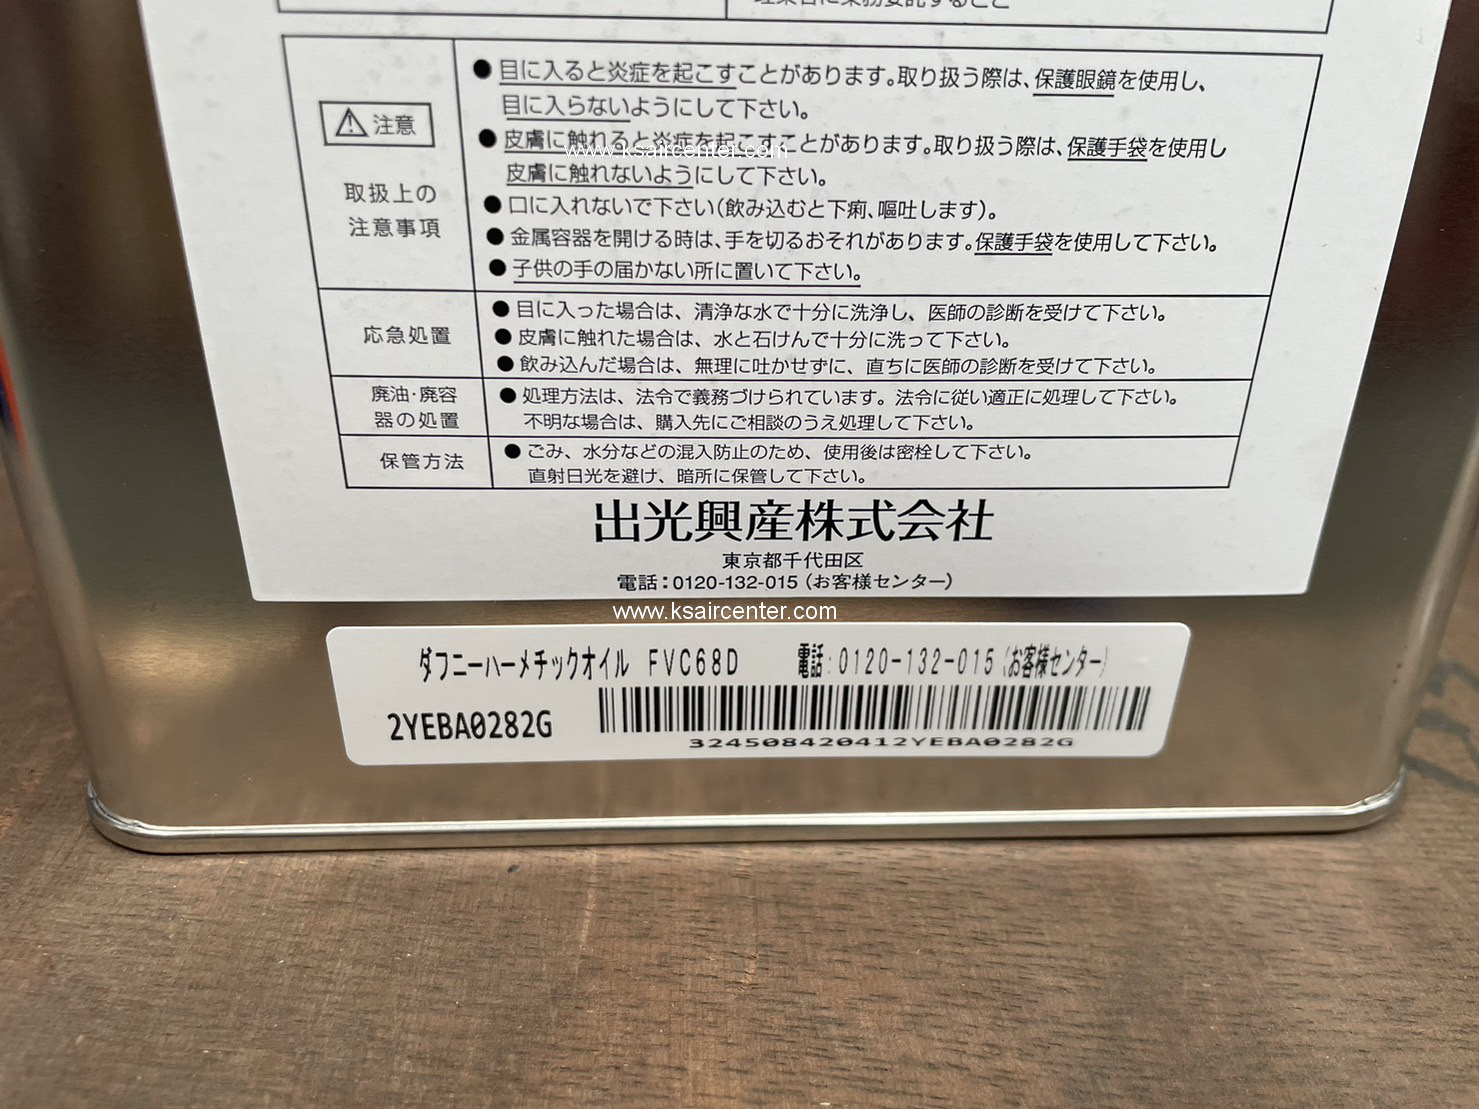 理業者に業務委託すること
⚠注意
取扱上の
注意事項
●目に入ると炎症を起こすことがあります。取り扱う際は、保護眼鏡を使用し、
目に入らないようにして下さい。
●皮膚に触れると炎症を起こすことがあります。取り扱う際は、保護手袋を使用し
www.ksaircenter.com
皮膚に触れないようにして下さい。
●口に入れないで下さい(飲み込むと下痢、嘔吐します)。
●金属容器を開ける時は、手を切るおそれがあります。保護手袋を使用して下さい。
●子供の手の届かない所に置いて下さい。
応急処置
●目に入った場合は、清浄な水で十分に洗浄し、医師の診断を受けて下さい。
●皮膚に触れた場合は、水と石けんで十分に洗って下さい。
●飲み込んだ場合は、無理に吐かせずに、直ちに医師の診断を受けて下さい。
廃油・廃容
器の処置
●処理方法は、法令で義務づけられています。法令に従い適正に処理して下さい。
不明な場合は、購入先にご相談のうえ処理して下さい。
保管方法
●ごみ、水分などの混入防止のため、使用後は密栓して下さい。
直射日光を避け、暗所に保管して下さい。
出光興産株式会社
東京都千代田区
電話:0120-132-015(お客様センター)
www.ksaircenter.com
ダフニーハーメチックオイル FVC68D 電話:0120-132-015(お客様センター)
2YEBA0282G
324508420412YEBA0282G